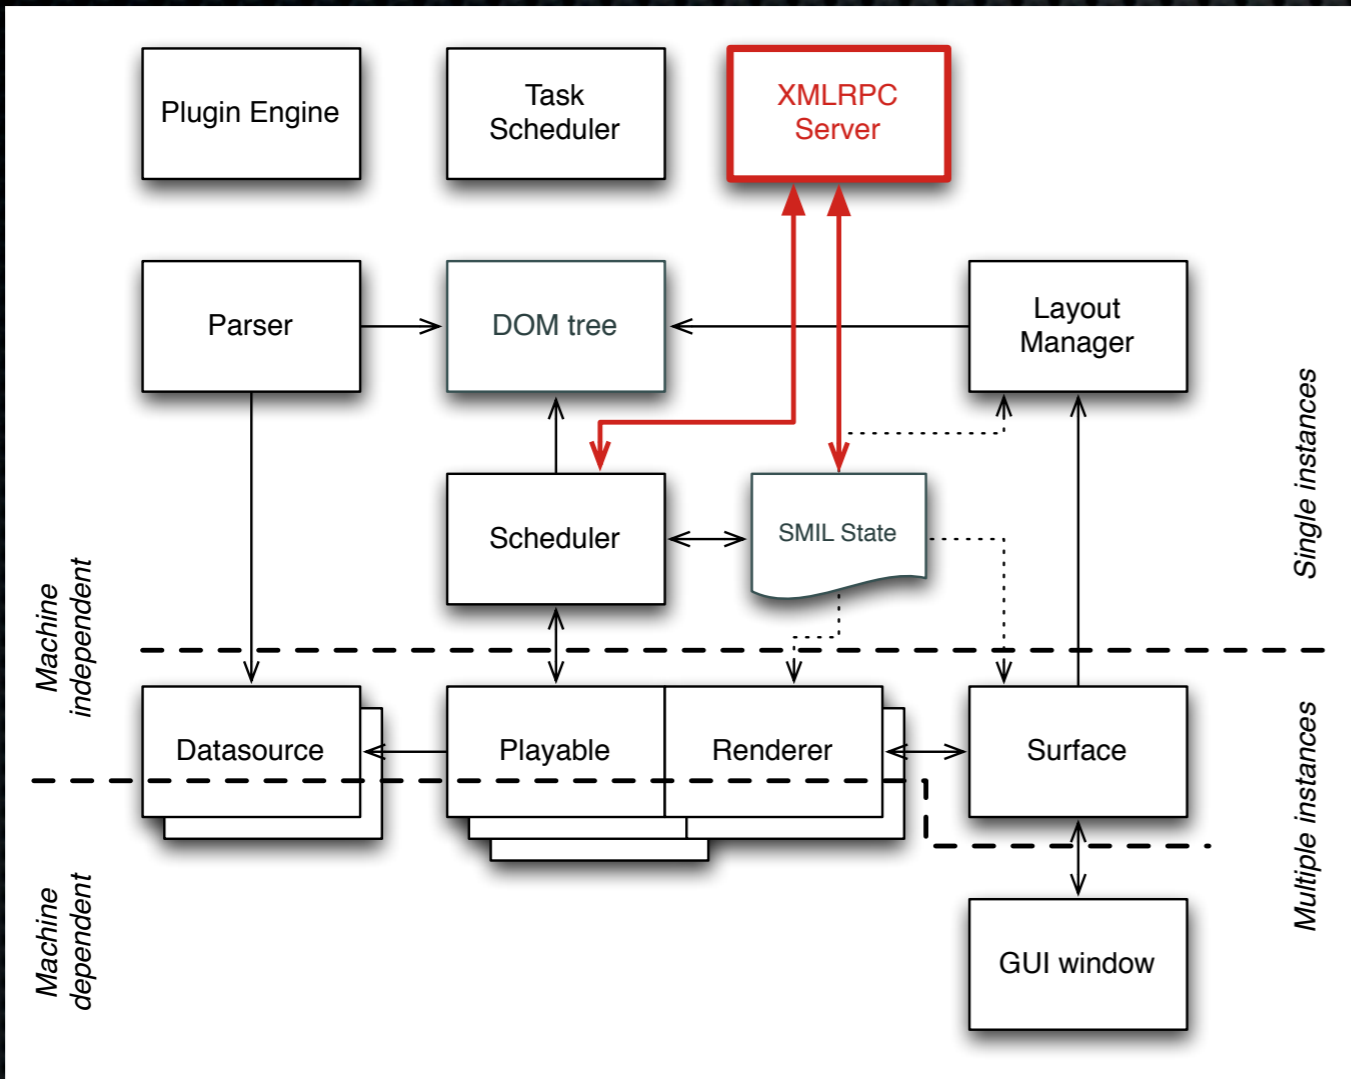 Plugin Engine
Task
Scheduler
XMLRPC
Server
Parser
DOM tree
Layout
Manager
Scheduler
SMIL State
Single instances
Machine
independent
Datasource
Playable
Renderer
Surface
Multiple instances
Machine
dependent
GUI window